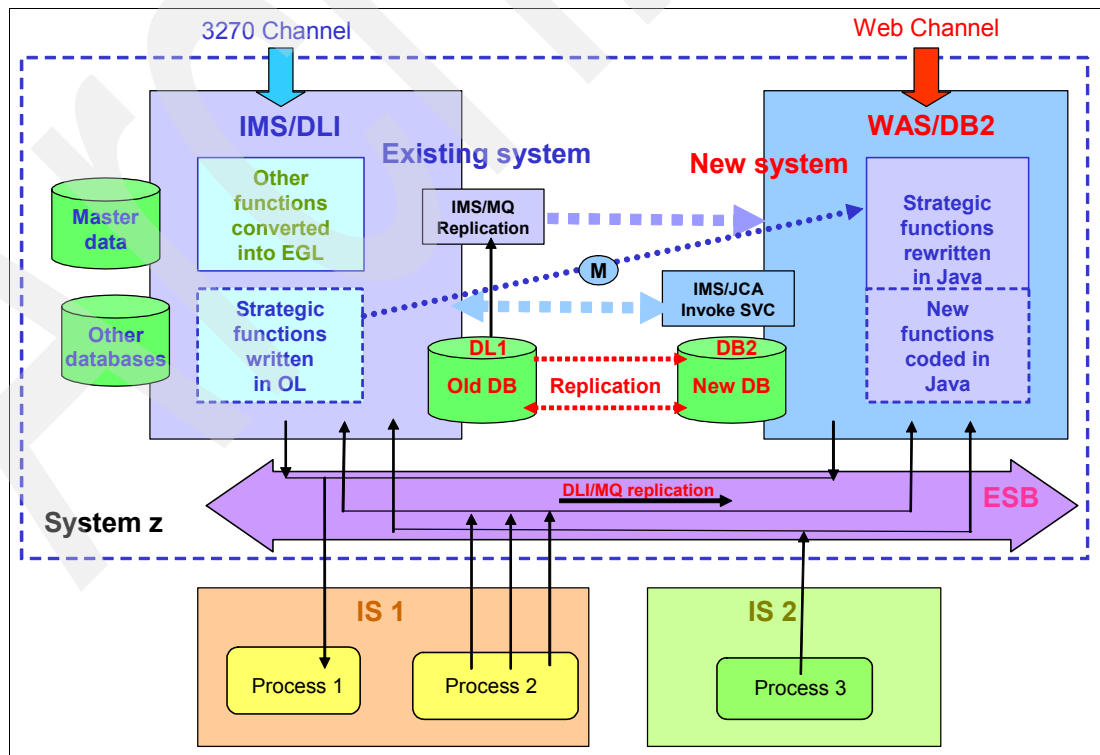 3270 Channel
Web Channel
IMS/DLI
WAS/DB2
Existing system
New system
Other
functions
converted
into EGL
Master
data
IMS/MQ
Replication
Strategic
functions
rewritten
in Java
M
IMS/JCA
Invoke SVC
Strategic
functions
written
in OL
Other
databases
New
functions
coded in
Java
DL1
Old DB
Replication
DB2
New DB
DLI/MQ replication
ESB
System z
IS 1
IS 2
Process 1
Process 2
Process 3